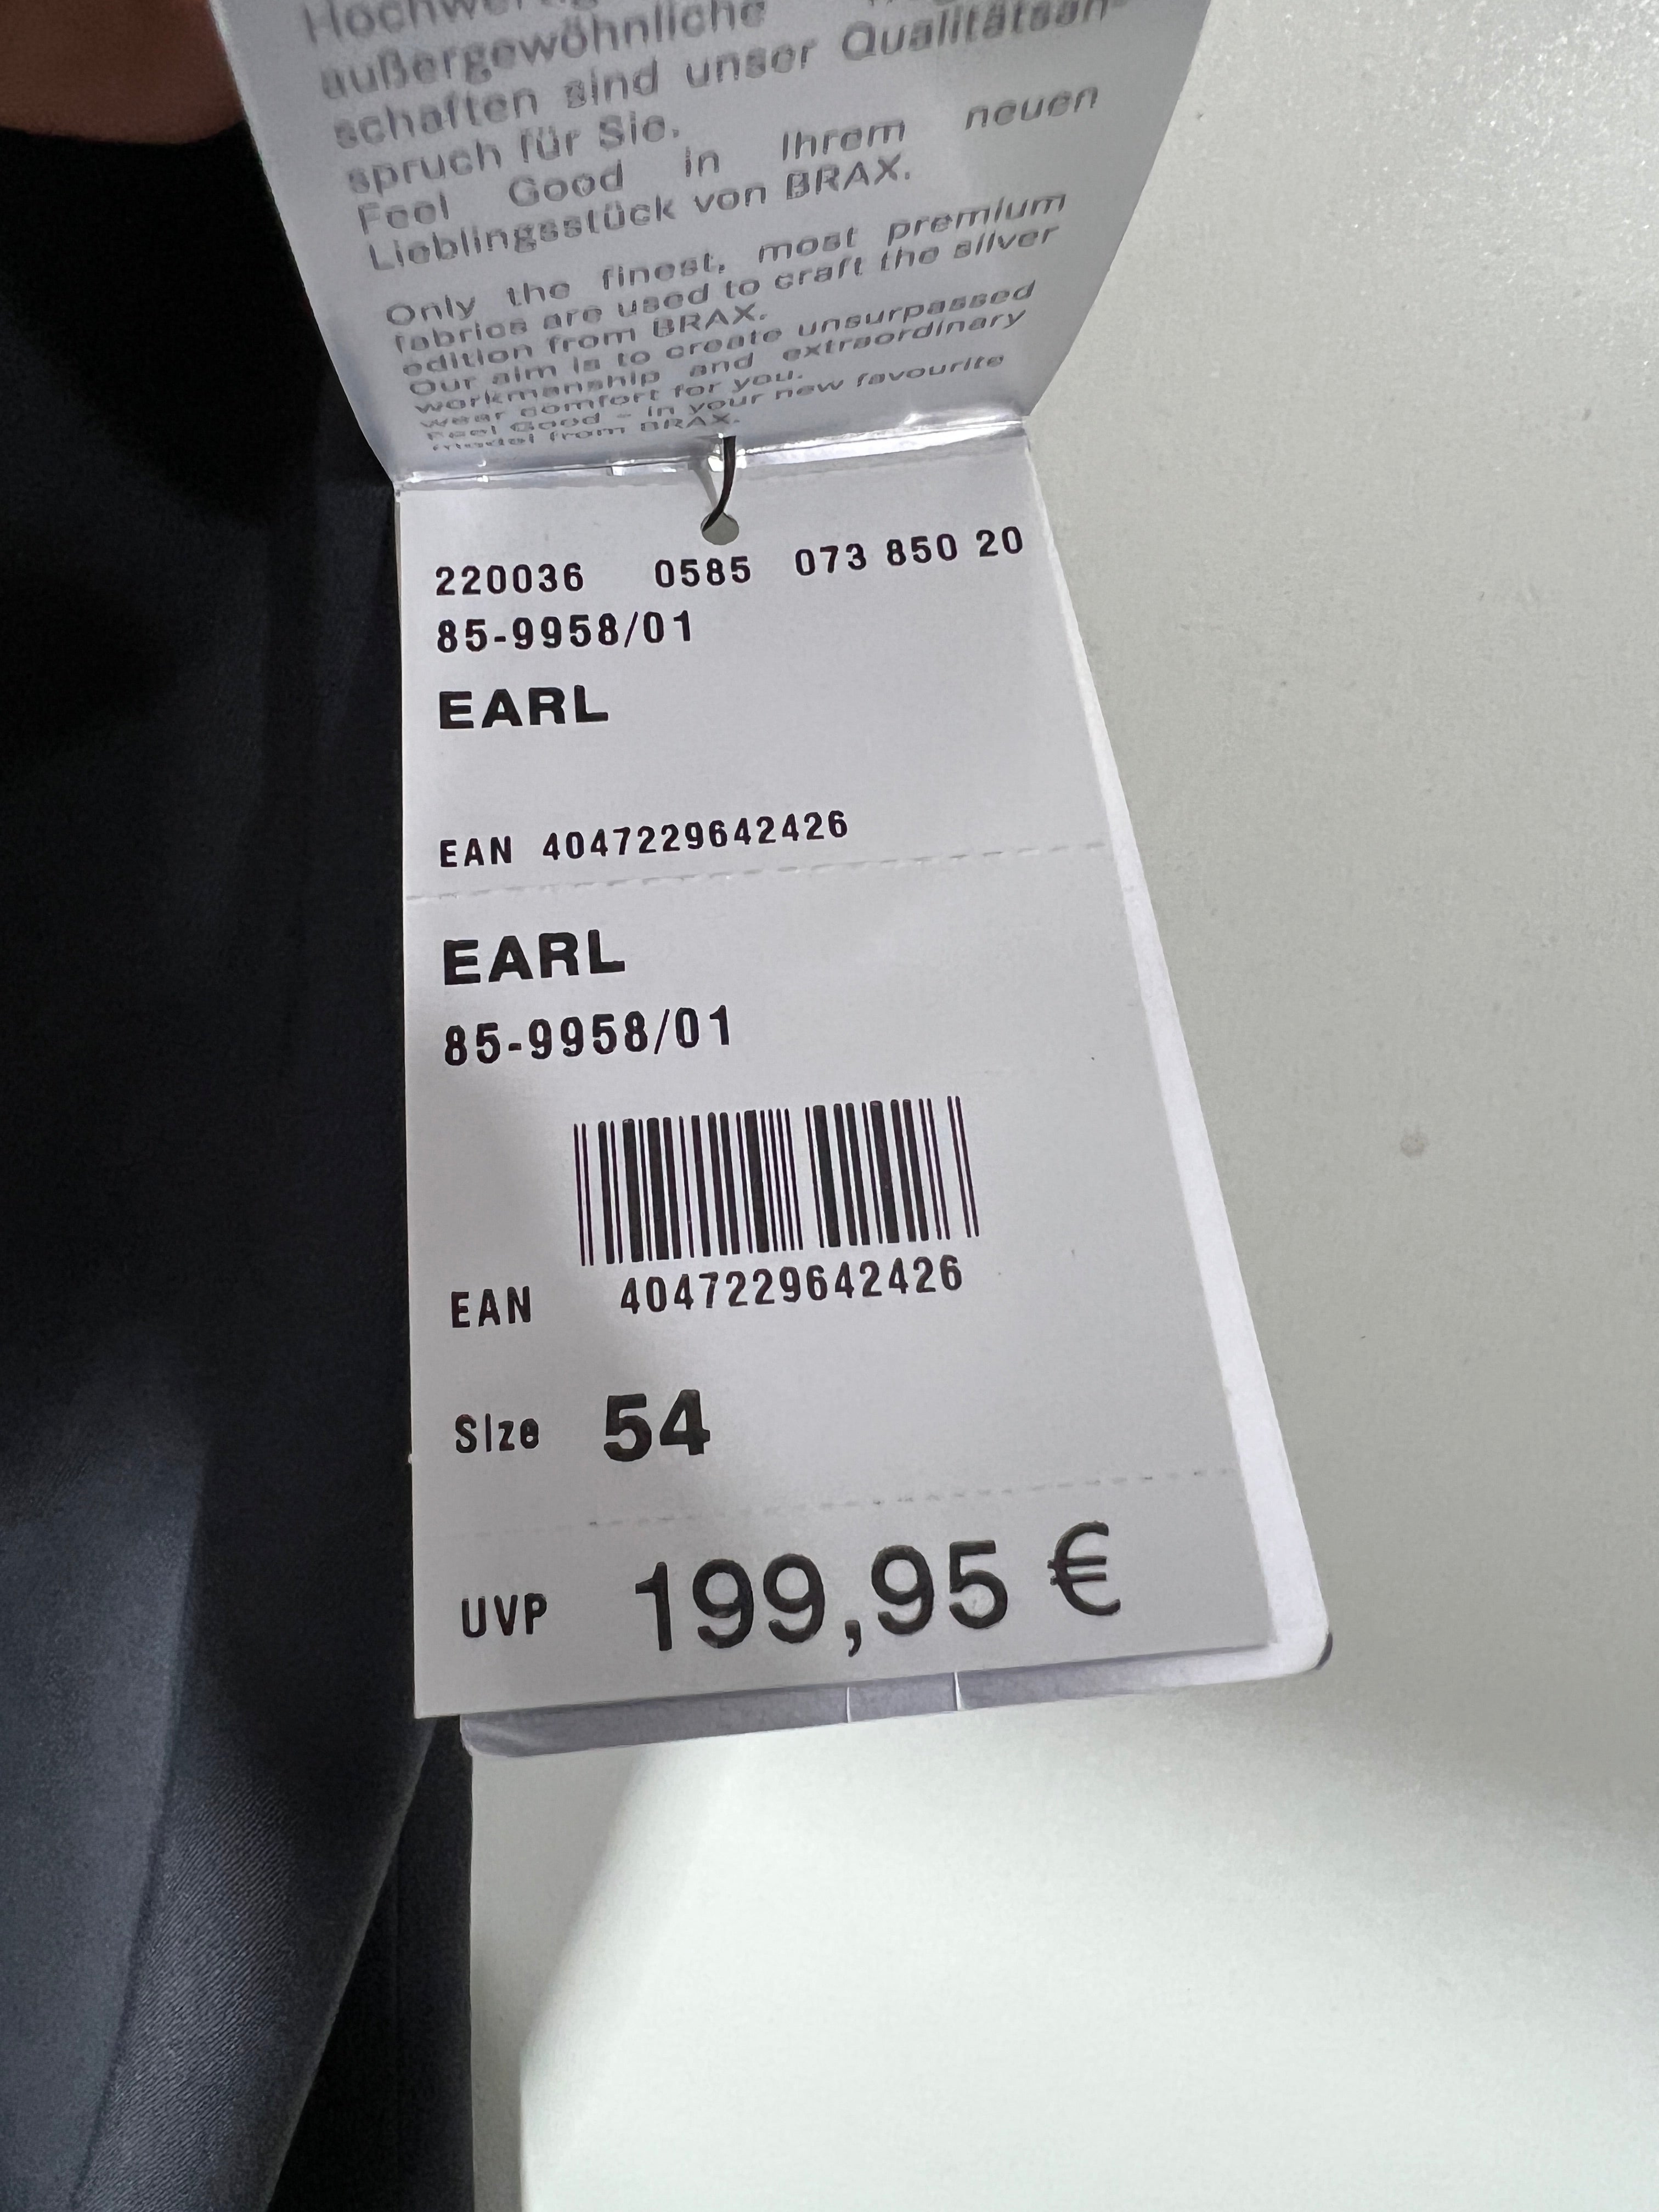 außergewöhnliche
schaften sind unser Qualitätsan-
spruch für Sie.
Feel Good in Ihrem neuen
Lieblingsstück von BRAX.
Only the finest, most premium
fabrics are used to craft the silver
edition from BRAX.
Our aim is to create unsurpassed
workmanship and extraordinary
wear comfort for you.
Feel Good - in your new favourite
model from BRAX.
220036 0585 073 850 20
85-9958/01
EARL
EAN 4047229642426
EARL
85-9958/01
EAN 4047229642426
Size 54
UVP 199,95 €